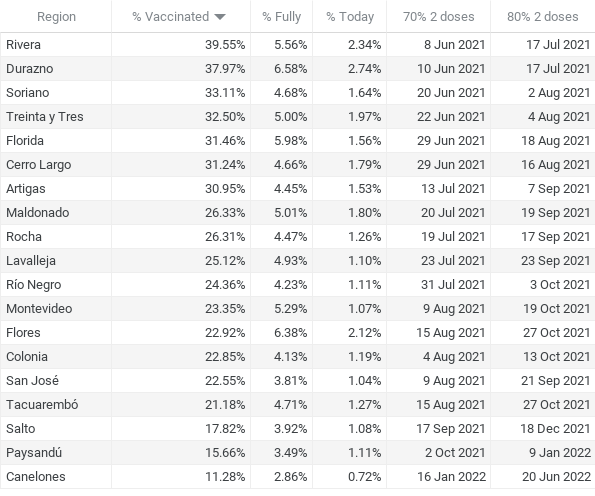 Region % Vaccinated % Fully % Today 70% 2 doses 80% 2 doses
Rivera 39.55% 5.56% 2.34% 8 Jun 2021 17 Jul 2021
Durazno 37.97% 6.58% 2.74% 10 Jun 2021 17 Jul 2021
Soriano 33.11% 4.68% 1.64% 20 Jun 2021 2 Aug 2021
Treinta y Tres 32.50% 5.00% 1.97% 22 Jun 2021 4 Aug 2021
Florida 31.46% 5.98% 1.56% 29 Jun 2021 18 Aug 2021
Cerro Largo 31.24% 4.66% 1.79% 29 Jun 2021 16 Aug 2021
Artigas 30.95% 4.45% 1.53% 13 Jul 2021 7 Sep 2021
Maldonado 26.33% 5.01% 1.80% 20 Jul 2021 19 Sep 2021
Rocha 26.31% 4.47% 1.26% 19 Jul 2021 17 Sep 2021
Lavalleja 25.12% 4.93% 1.10% 23 Jul 2021 23 Sep 2021
Río Negro 24.36% 4.23% 1.11% 31 Jul 2021 3 Oct 2021
Montevideo 23.35% 5.29% 1.07% 9 Aug 2021 19 Oct 2021
Flores 22.92% 6.38% 2.12% 15 Aug 2021 27 Oct 2021
Colonia 22.85% 4.13% 1.19% 4 Aug 2021 13 Oct 2021
San José 22.55% 3.81% 1.04% 9 Aug 2021 21 Sep 2021
Tacuarembó 21.18% 4.71% 1.27% 15 Aug 2021 27 Oct 2021
Salto 17.82% 3.92% 1.08% 17 Sep 2021 18 Dec 2021
Paysandú 15.66% 3.49% 1.11% 2 Oct 2021 9 Jan 2022
Canelones 11.28% 2.86% 0.72% 16 Jan 2022 20 Jun 2022